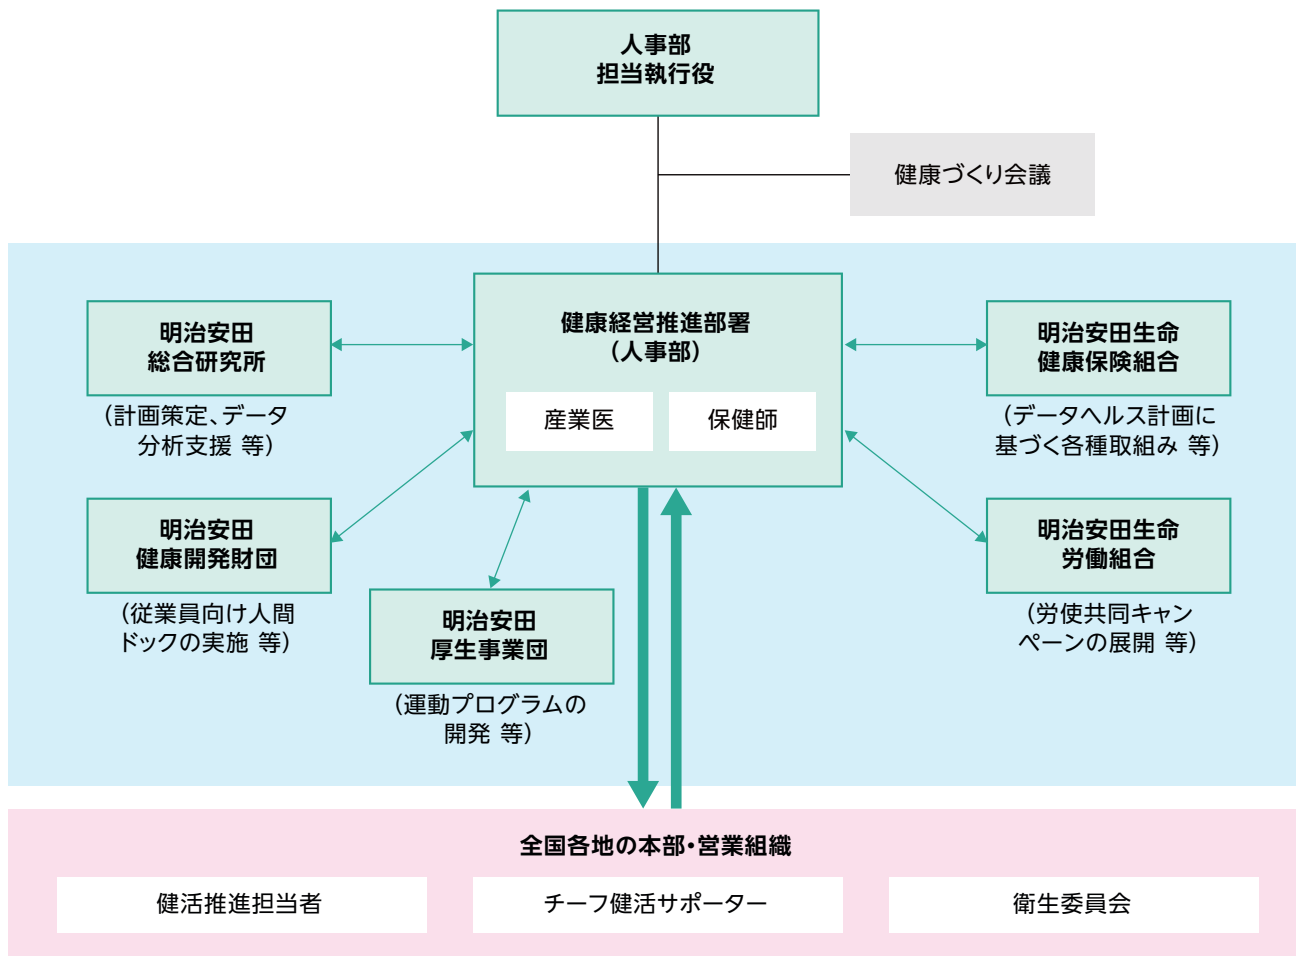 人事部
担当執行役
健康づくり会議
健康経営推進部署
（人事部）
産業医
保健師
明治安田
総合研究所
（計画策定、データ
分析支援 等）
明治安田
健康開発財団
（従業員向け人間
ドックの実施 等）
明治安田
厚生事業団
（運動プログラムの
開発 等）
明治安田生命
健康保険組合
（データヘルス計画に
基づく各種取組み 等）
明治安田生命
労働組合
（労使共同キャン
ペーンの展開 等）
全国各地の本部・営業組織
健活推進担当者
チーフ健活サポーター
衛生委員会